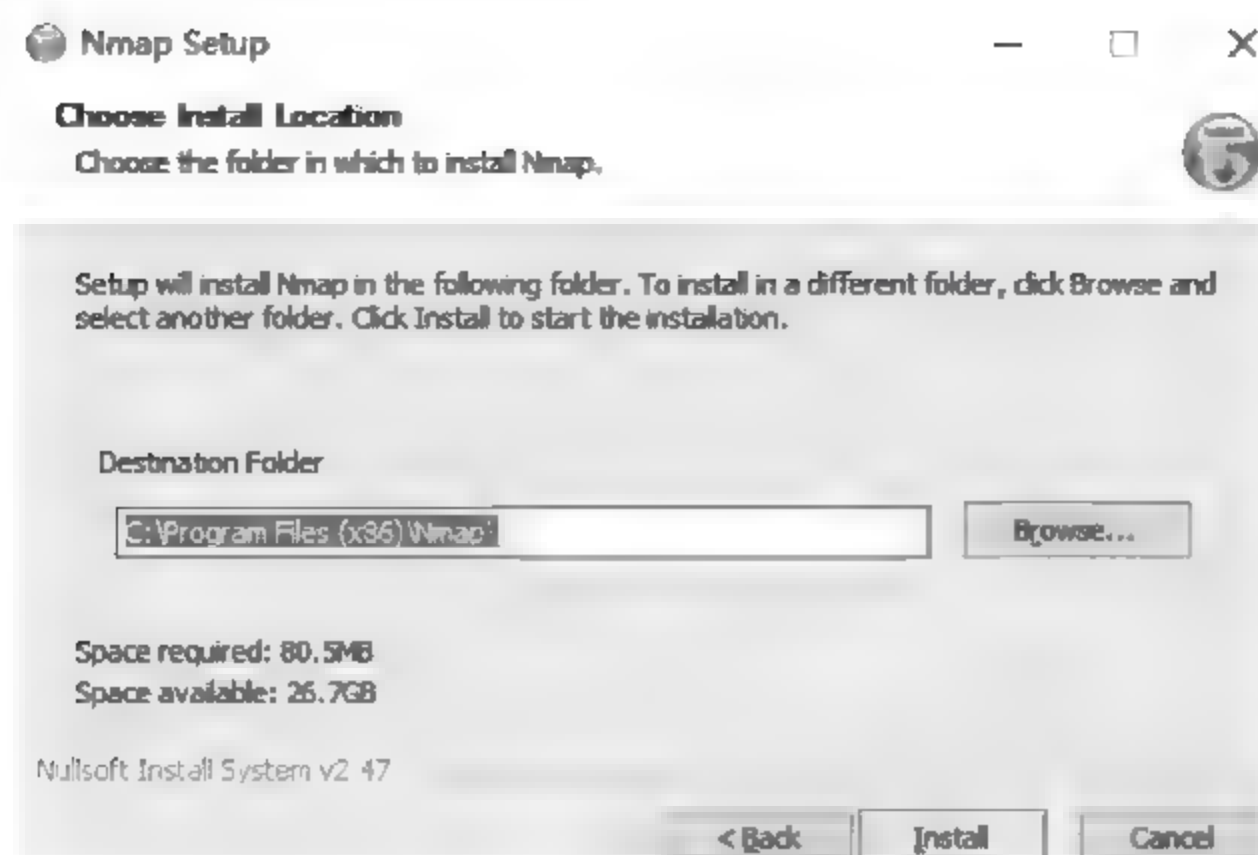 Nmap Setup
Choose Install Location
Choose the folder in which to install Nmap.
Setup will install Nmap in the following folder. To install in a different folder, click Browse and
select another folder. Click Install to start the installation.
Destination Folder
C:\Program Files (x86)\Nmap\
Browse...
Space required: 80.5MB
Space available: 26.7GB
Nullsoft Install System v2.47
< Back
Install
Cancel